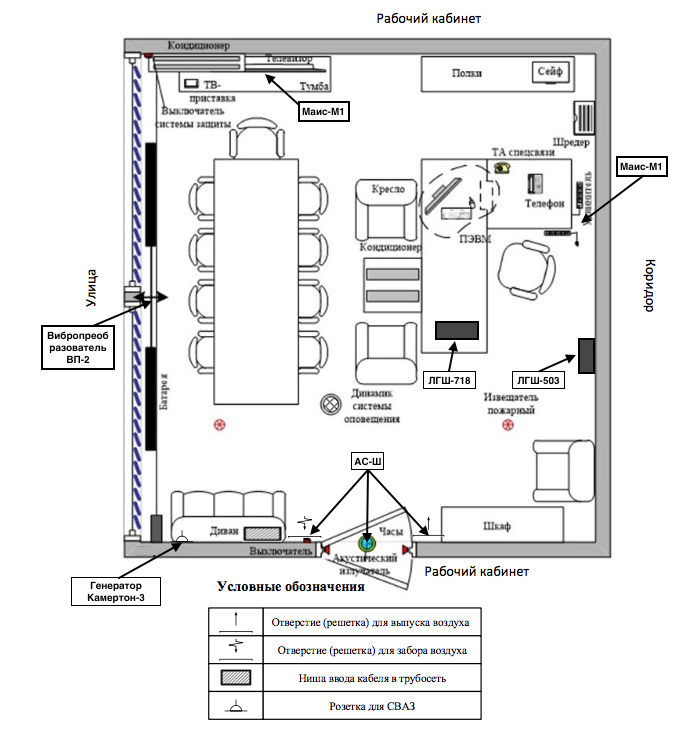 Рабочий кабинет
Кондиционер
Телевизор
ТВ-
приставка
Тумба
Выключатель
системы защиты
Маис-М1
Полки
Сейф
Шредер
ТА спецсвязи
Маис-М1
Телефон
Кресло
ПЭВМ
Кондиционер
Улица
Коридор
Вибропреоб
разователь
ВП-2
ЛГШ-718
ЛГШ-503
Батарея
Динамик
системы
оповещения
Извещатель
пожарный
АС-Ш
Диван
Часы
Шкаф
Выключатель
Акустический
излучатель
Рабочий кабинет
Генератор
Камертон-3
Условные обозначения
Отверстие (решетка) для выпуска воздуха
Отверстие (решетка) для забора воздуха
Ниша ввода кабеля в трубосеть
Розетка для СВАЗ